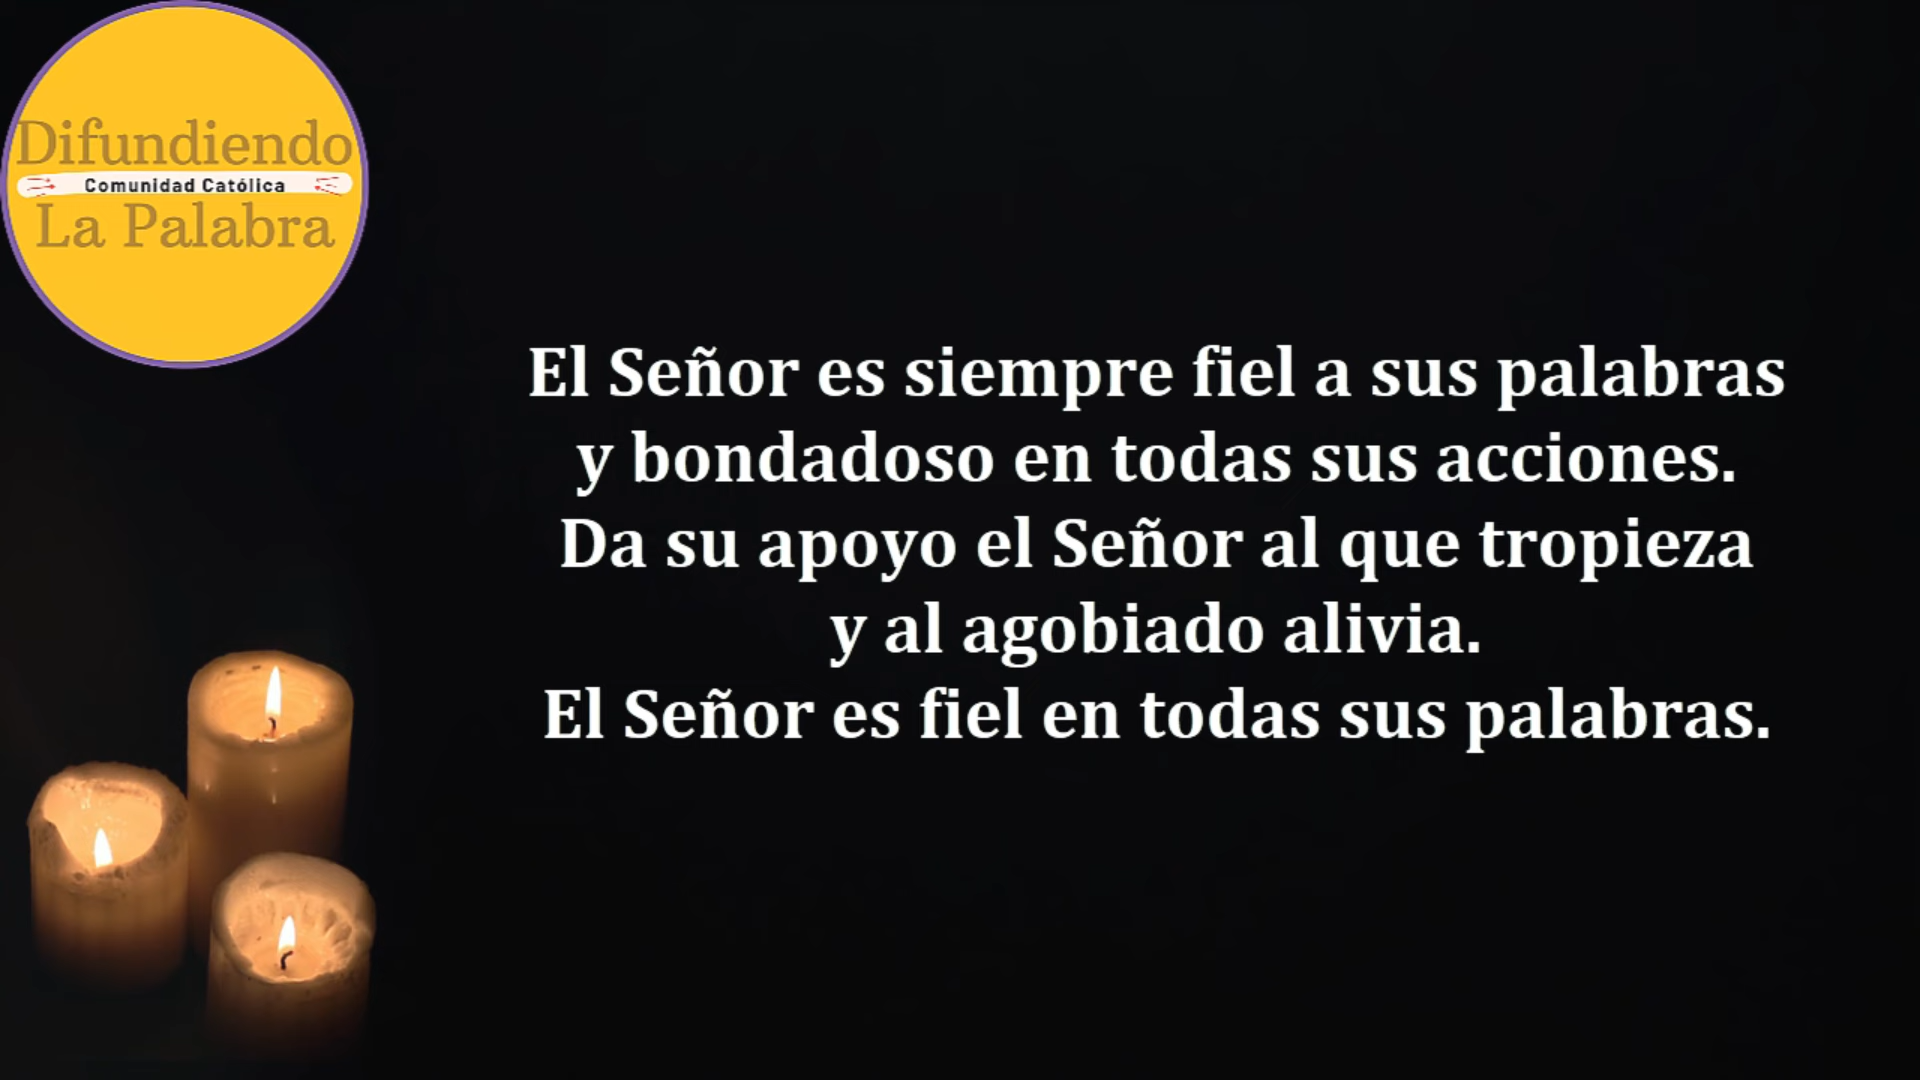 Difundiendo
Comunidad Católica
La Palabra
El Señor es siempre fiel a sus palabras
y bondadoso en todas sus acciones.
Da su apoyo el Señor al que tropieza
y al agobiado alivia.
El Señor es fiel en todas sus palabras.